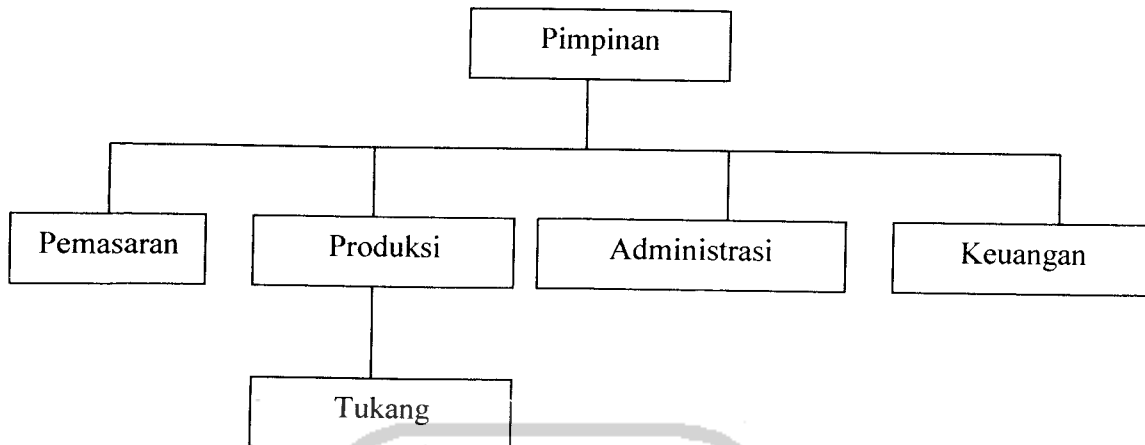 Pimpinan
Pemasaran
Produksi
Administrasi
Keuangan
Tukang